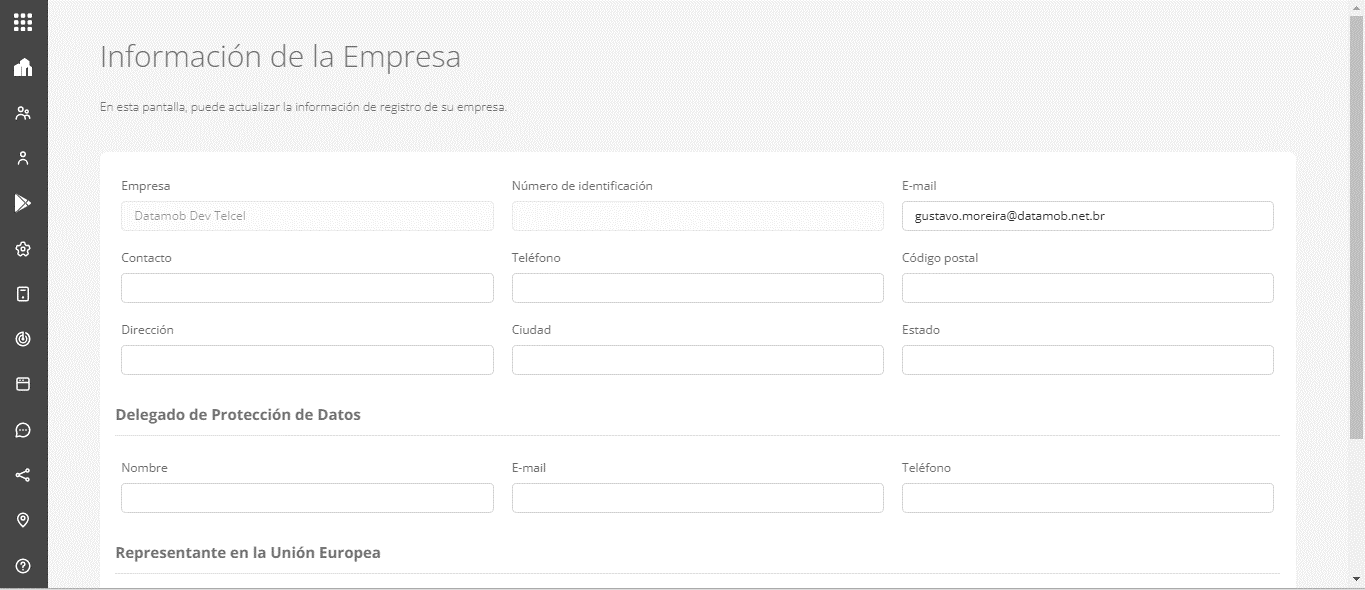 Información de la Empresa
En esta pantalla, puede actualizar la información de registro de su empresa.
Empresa
Número de identificación
E-mail
Datamob Dev Telcel
gustavo.moreira@datamob.net.br
Contacto
Teléfono
Código postal
Dirección
Ciudad
Estado
Delegado de Protección de Datos
Nombre
E-mail
Teléfono
Representante en la Unión Europea